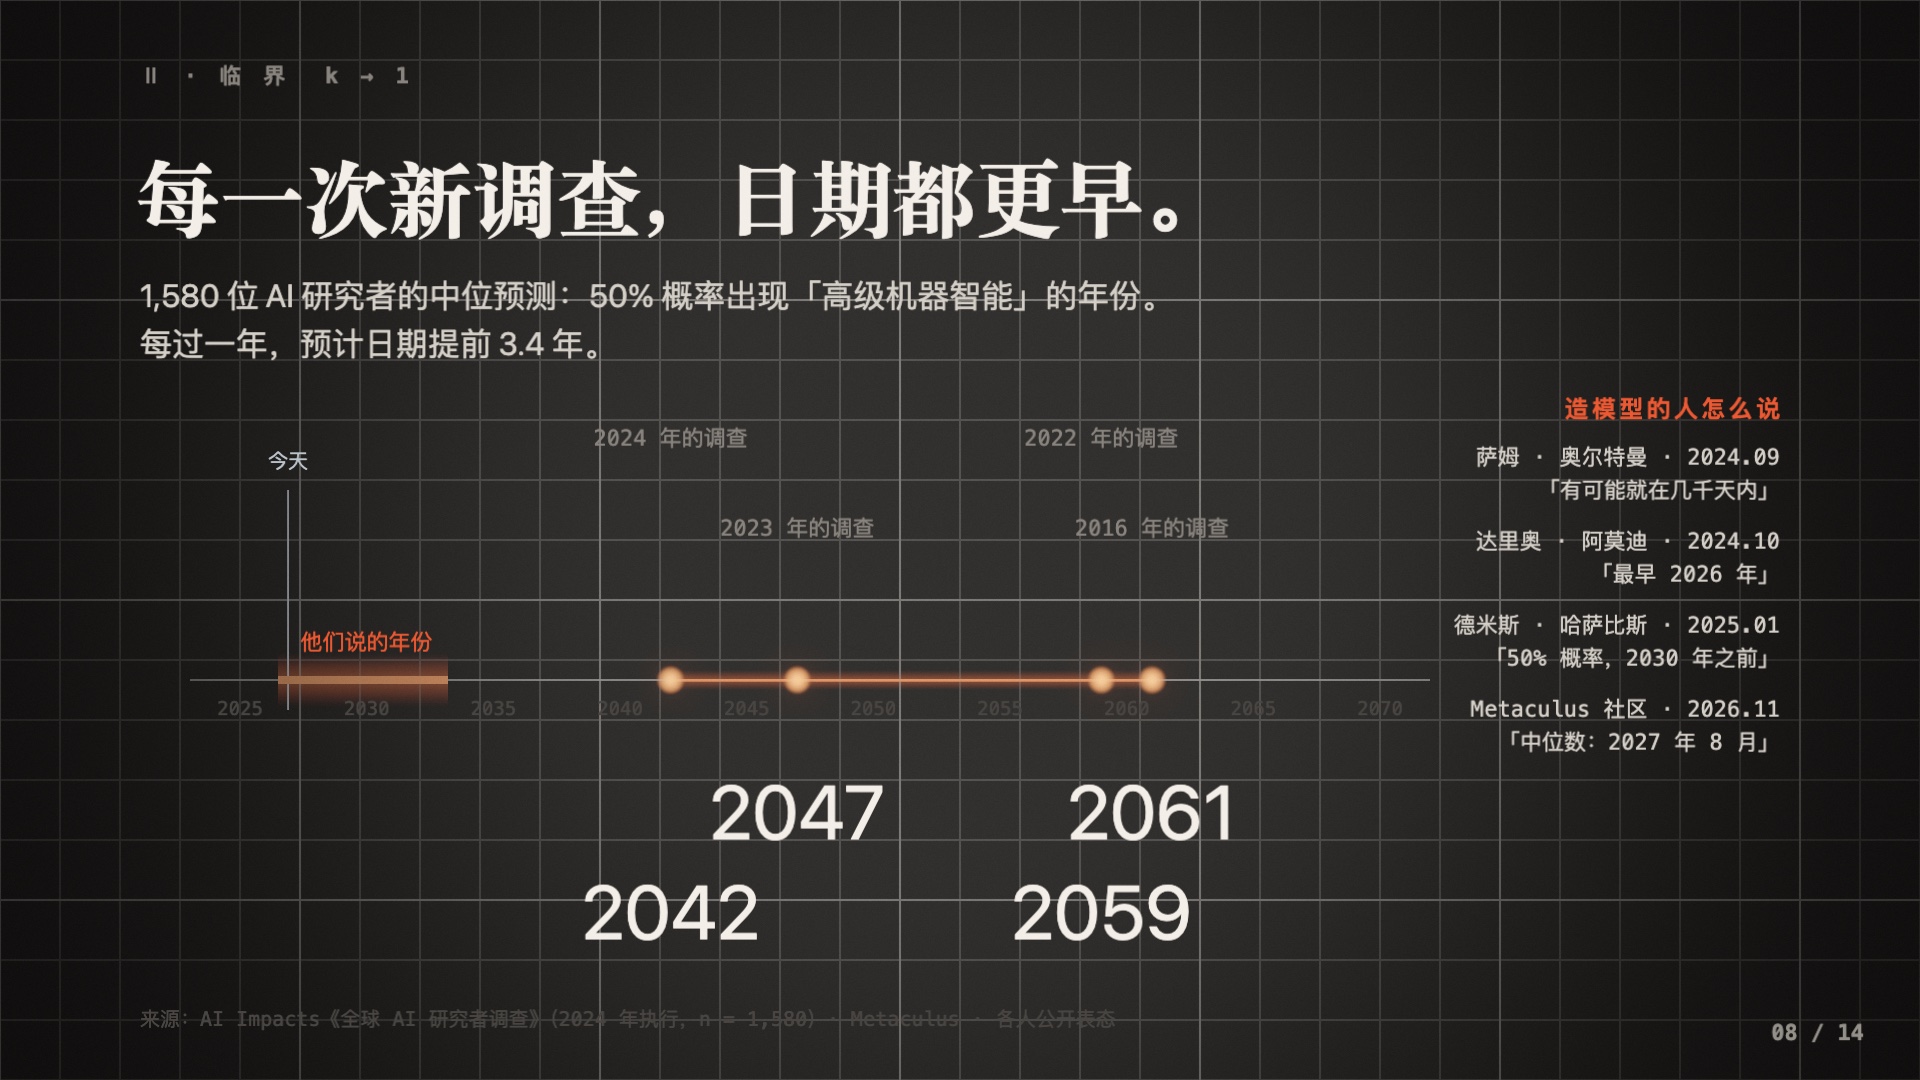 II · 临界 k → 1
每一次新调查，日期都更早。
1,580 位 AI 研究者的中位预测：50% 概率出现「高级机器智能」的年份。
每过一年，预计日期提前 3.4 年。
2024 年的调查
2022 年的调查
今天
2023 年的调查
2016 年的调查
他们说的年份
2025 2030 2035 2040 2045 2050 2055 2060 2065 2070
2047
2061
2042
2059
造模型的人怎么说
萨姆 · 奥尔特曼 · 2024.09
「有可能就在几千天内」
达里奥 · 阿莫迪 · 2024.10
「最早 2026 年」
德米斯 · 哈萨比斯 · 2025.01
「50% 概率，2030 年之前」
Metaculus 社区 · 2026.11
「中位数：2027 年 8 月」
来源：AI Impacts《全球 AI 研究者调查》（2024 年执行，n = 1,580） · Metaculus · 各人公开表态
08 / 14